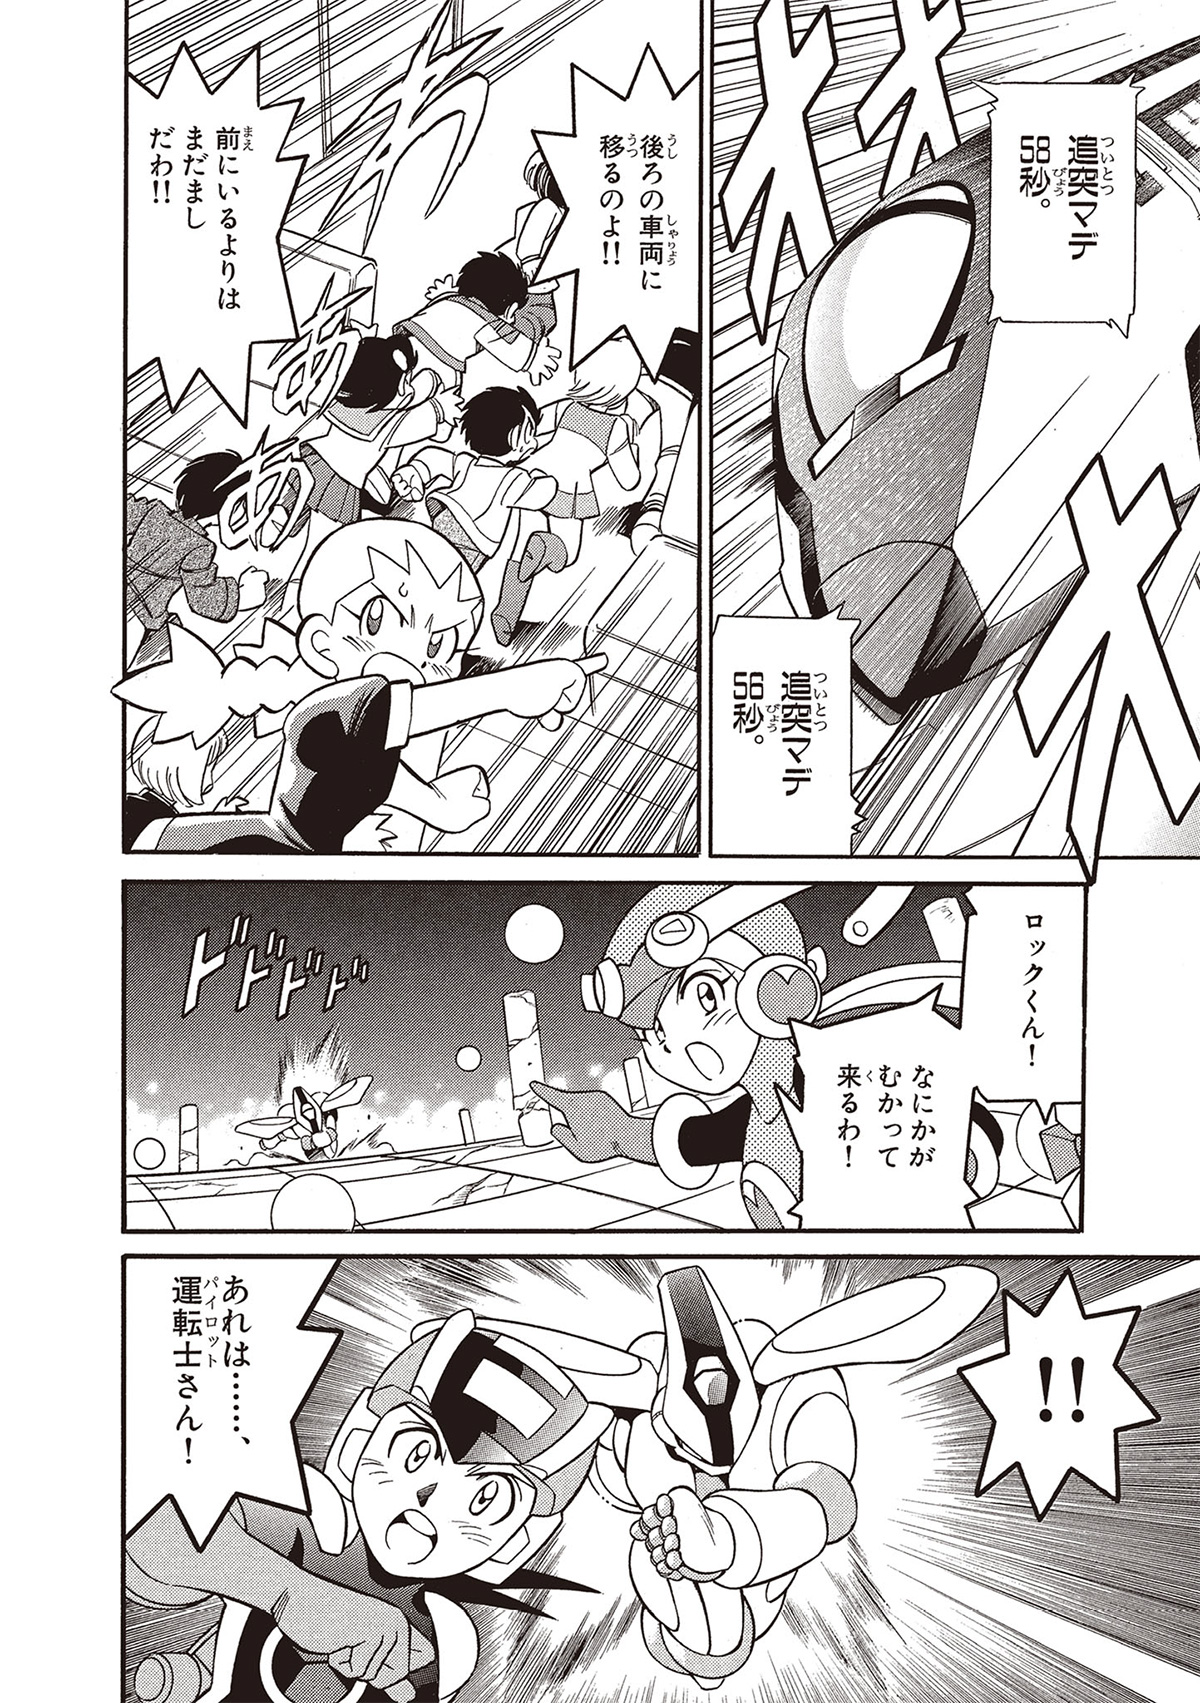 追突マデ
58秒。
追突マデ
56秒。
後ろの車両に
移るのよ!!
前にいるよりは
まだまし
だわ!!
わ
あ
あ
ロックくん!
なにかが
むかって
来るわ!
ドドドド
!!
あれは……、
運転士さん!